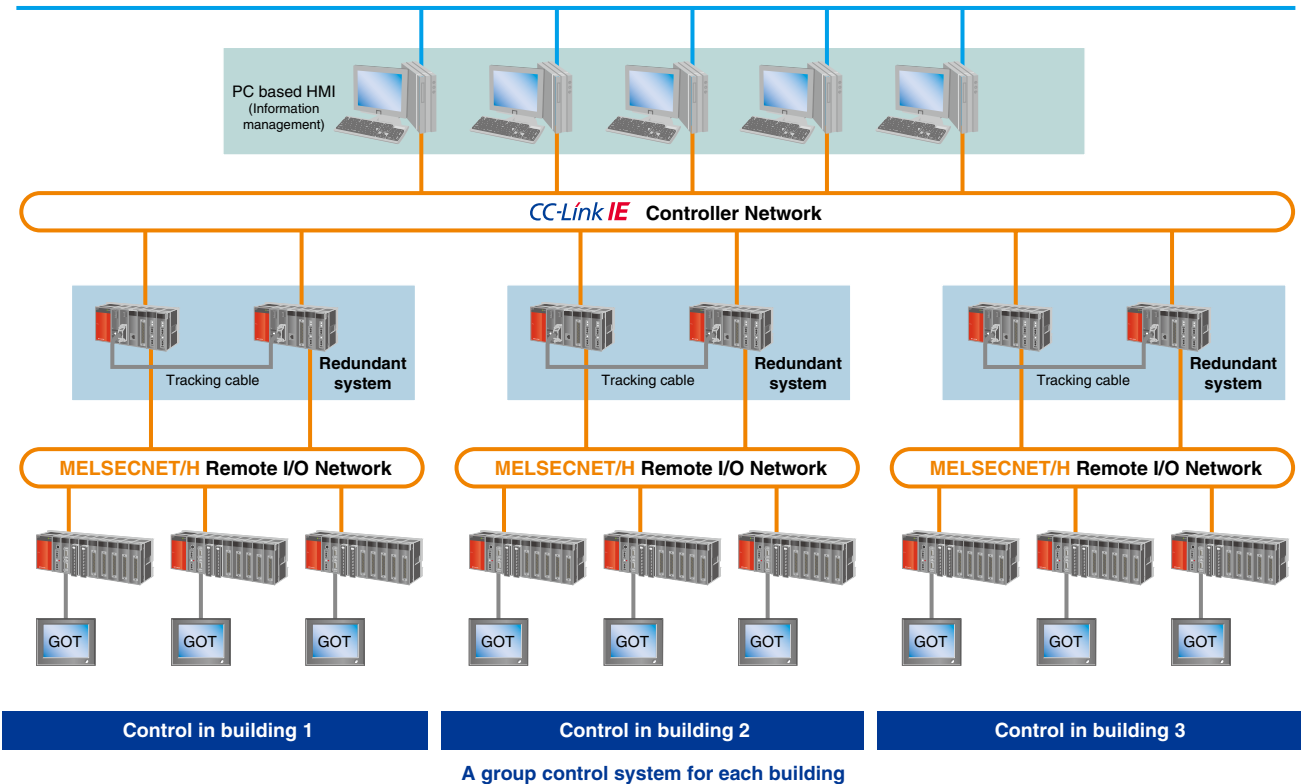 PC based HMI
(Information
management)
CC-Link IE Controller Network
Tracking cable
Redundant
system
Tracking cable
Redundant
system
Tracking cable
Redundant
system
MELSECNET/H Remote I/O Network
MELSECNET/H Remote I/O Network
MELSECNET/H Remote I/O Network
GOT
GOT
GOT
GOT
GOT
GOT
GOT
GOT
GOT
Control in building 1
Control in building 2
Control in building 3
A group control system for each building